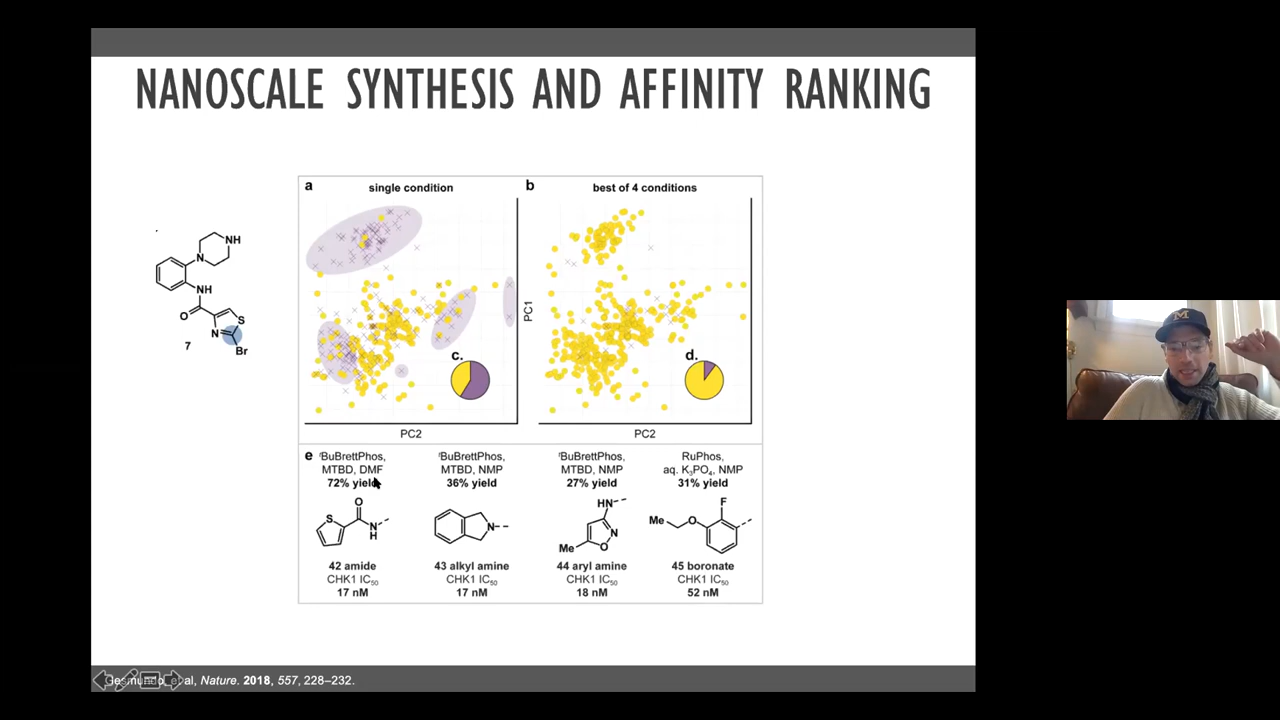 NANOSCALE SYNTHESIS AND AFFINITY RANKING
a
single condition
b
best of 4 conditions
NH
N
NH
O
S
N
Br
7
PC1
c.
d.
PC2
PC2
e
tBuBrettPhos,
MTBD, DMF
72% yield
tBuBrettPhos,
MTBD, NMP
36% yield
tBuBrettPhos,
MTBD, NMP
27% yield
RuPhos,
aq. K3PO4, NMP
31% yield
O
S
N
H
N
HN
N
O
Me
F
Me
O
42 amide
CHK1 IC50
17 nM
43 alkyl amine
CHK1 IC50
17 nM
44 aryl amine
CHK1 IC50
18 nM
45 boronate
CHK1 IC50
52 nM
M
al, Nature. 2018, 557, 228–232.